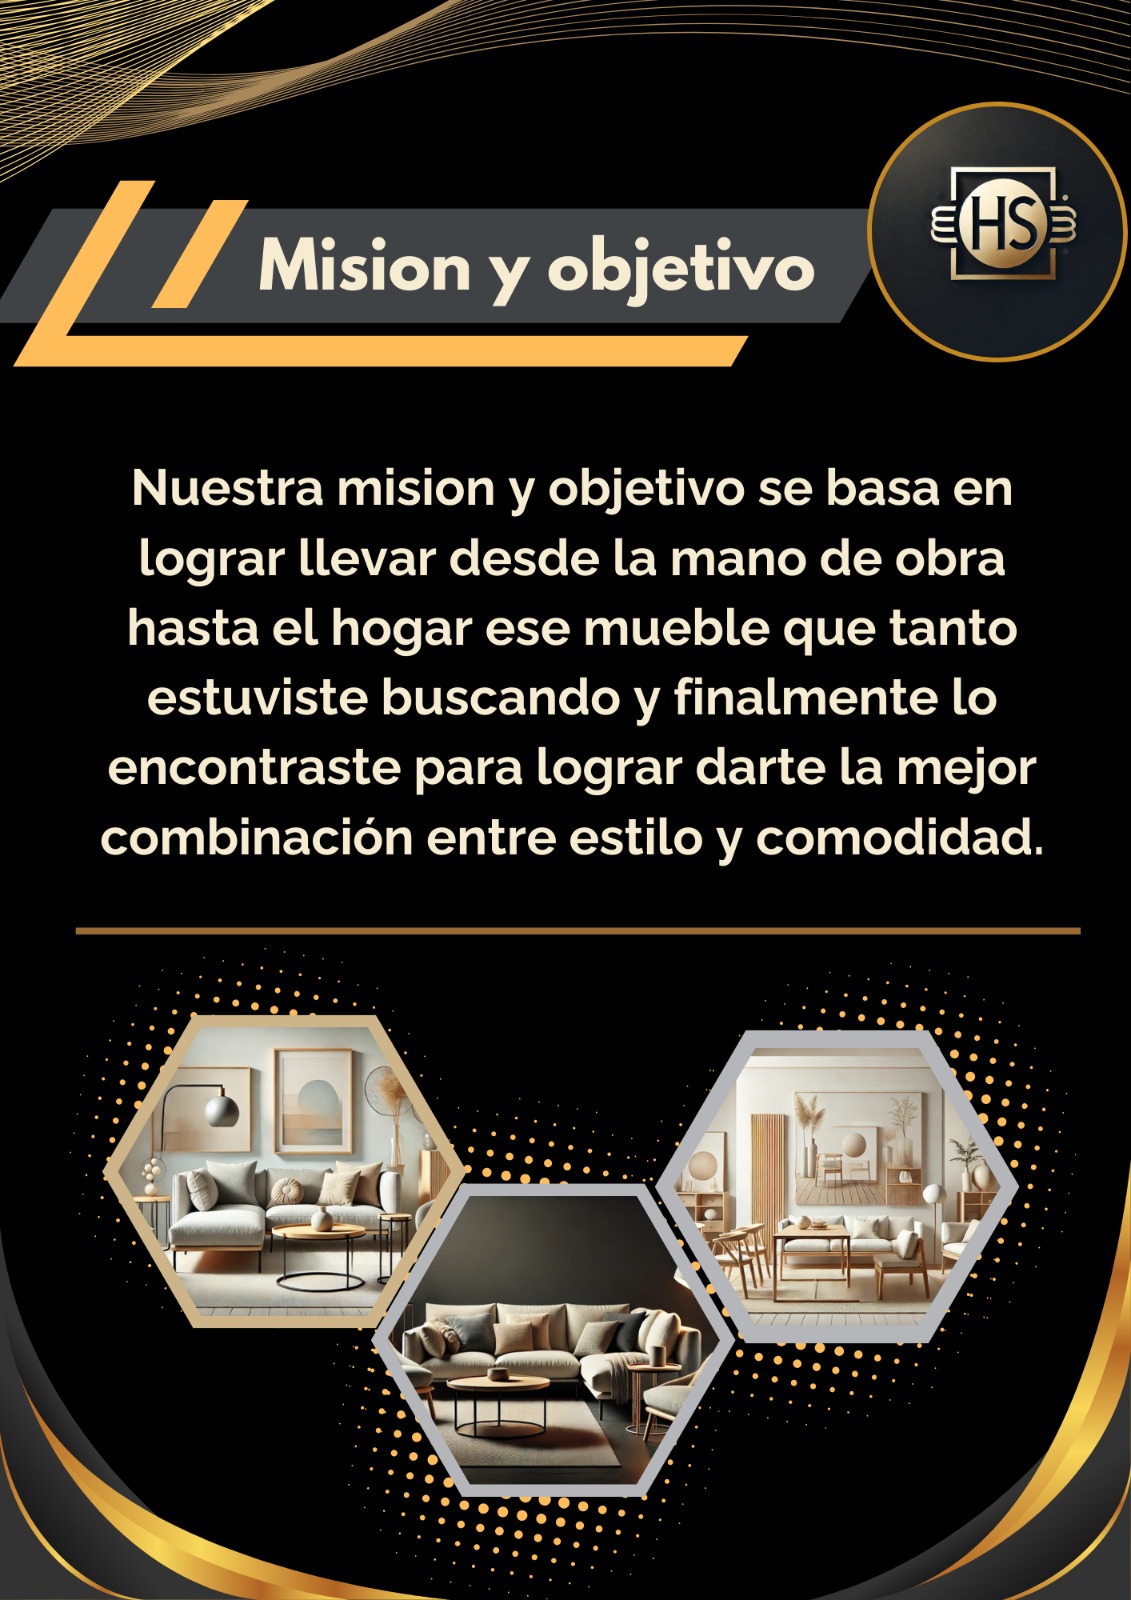 HS
Mision y objetivo
Nuestra mision y objetivo se basa en
lograr llevar desde la mano de obra
hasta el hogar ese mueble que tanto
estuviste buscando y finalmente lo
encontraste para lograr darte la mejor
combinación entre estilo y comodidad.